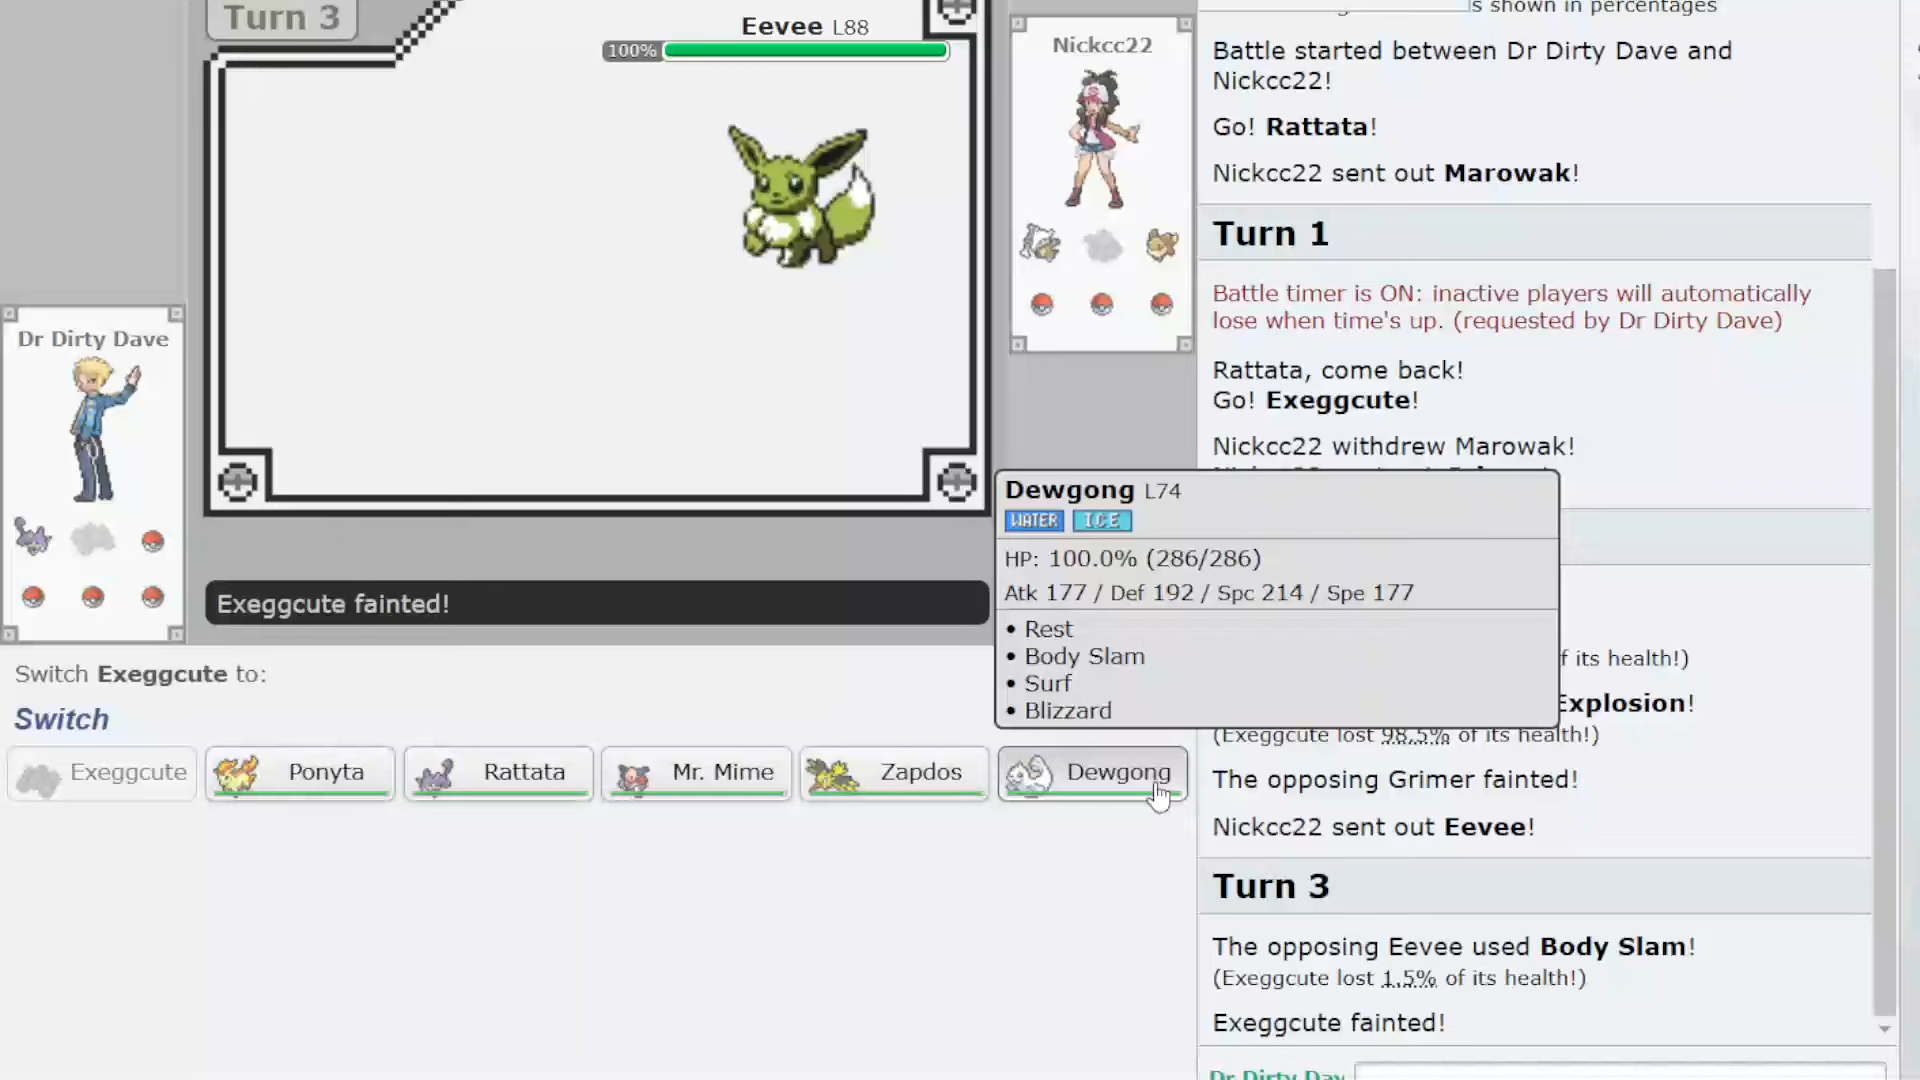 Turn 3
Eevee L88
100%
Nickcc22
Dr Dirty Dave
Exeggcute fainted!
Switch Exeggcute to:
Switch
Exeggcute
Ponyta
Rattata
Mr. Mime
Zapdos
Dewgong
Dewgong L74
WATER ICE
HP: 100.0% (286/286)
Atk 177 / Def 192 / Spc 214 / Spe 177
• Rest
• Body Slam
• Surf
• Blizzard
s shown in percentages
Battle started between Dr Dirty Dave and
Nickcc22!
Go! Rattata!
Nickcc22 sent out Marowak!
Turn 1
Battle timer is ON: inactive players will automatically
lose when time's up. (requested by Dr Dirty Dave)
Rattata, come back!
Go! Exeggcute!
Nickcc22 withdrew Marowak!
f its health!)
Explosion!
(Exeggcute lost 98.5% of its health!)
The opposing Grimer fainted!
Nickcc22 sent out Eevee!
Turn 3
The opposing Eevee used Body Slam!
(Exeggcute lost 1.5% of its health!)
Exeggcute fainted!
Dr Dirty Dav